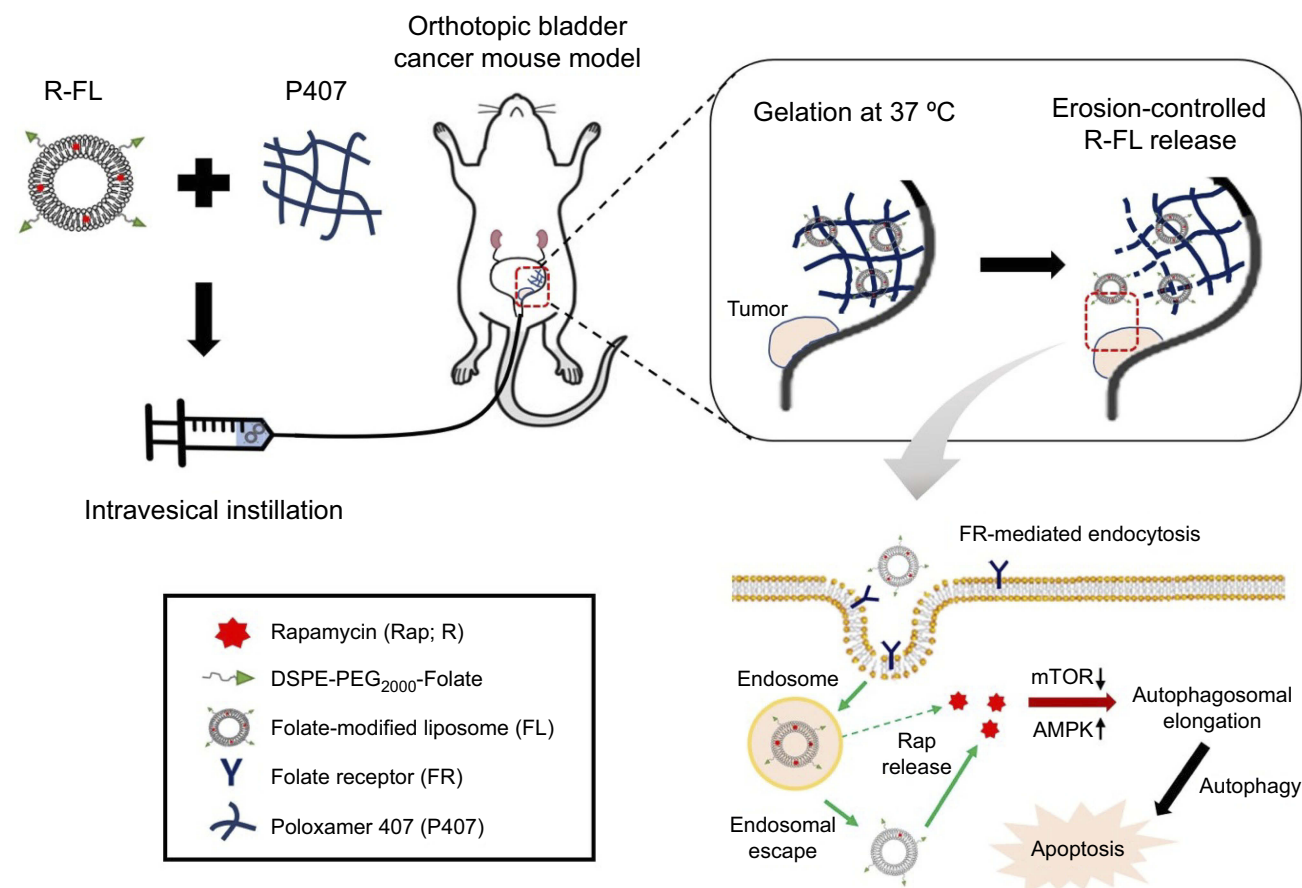 Orthotopic bladder
cancer mouse model
R-FL
P407
Gelation at 37 ºC
Erosion-controlled
R-FL release
Tumor
Intravesical instillation
FR-mediated endocytosis
Rapamycin (Rap; R)
DSPE-PEG2000-Folate
Folate-modified liposome (FL)
Folate receptor (FR)
Poloxamer 407 (P407)
Endosome
Rap
release
mTOR↓
AMPK↑
Autophagosomal
elongation
Autophagy
Endosomal
escape
Apoptosis